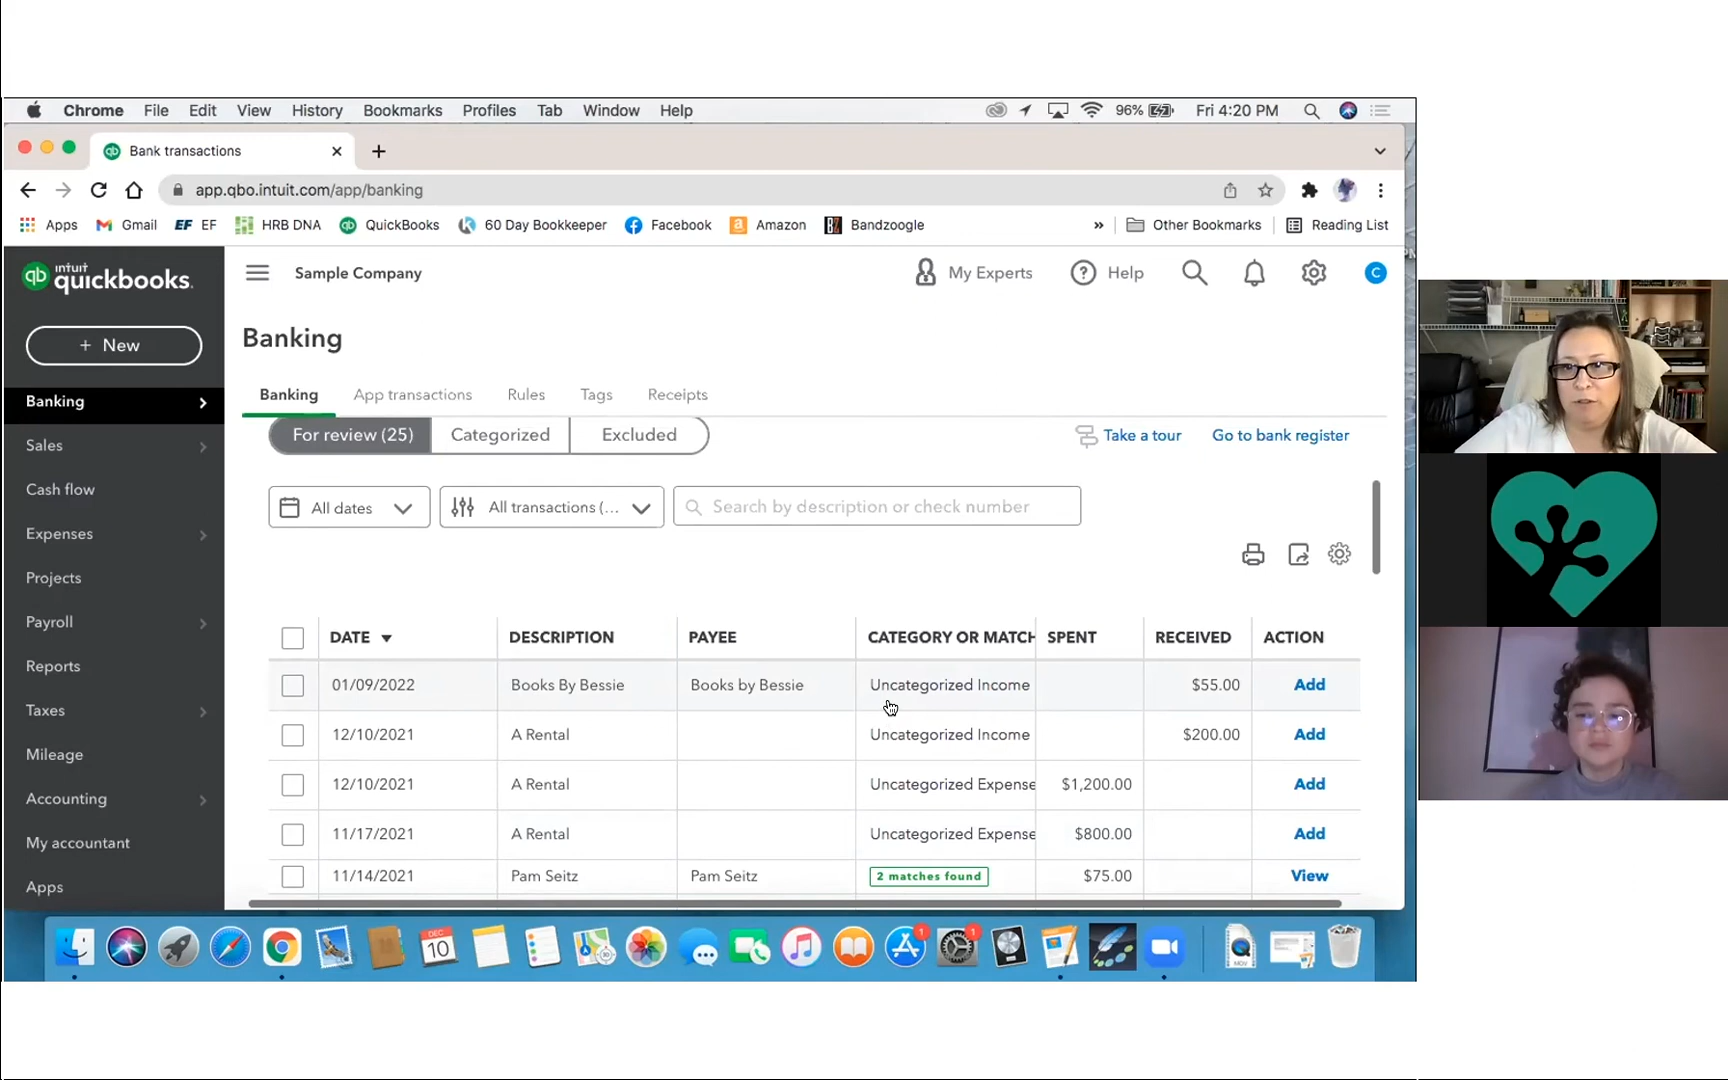 Chrome File Edit View History Bookmarks Profiles Tab Window Help 96% Fri 4:20 PM
Bank transactions
app.qbo.intuit.com/app/banking
Apps Gmail EF EF HRB DNA QuickBooks 60 Day Bookkeeper Facebook Amazon Bandzoogle » Other Bookmarks Reading List
qb intuit quickbooks.
Sample Company My Experts Help C
+ New
Banking
Banking
Sales
Cash flow
Expenses
Projects
Payroll
Reports
Taxes
Mileage
Accounting
My accountant
Apps
Banking App transactions Rules Tags Receipts
For review (25) Categorized Excluded Take a tour Go to bank register
All dates All transactions (... Search by description or check number
DATE DESCRIPTION PAYEE CATEGORY OR MATCH SPENT RECEIVED ACTION
01/09/2022 Books By Bessie Books by Bessie Uncategorized Income $55.00 Add
12/10/2021 A Rental Uncategorized Income $200.00 Add
12/10/2021 A Rental Uncategorized Expense $1,200.00 Add
11/17/2021 A Rental Uncategorized Expense $800.00 Add
11/14/2021 Pam Seitz Pam Seitz 2 matches found $75.00 View
DEC
10
1
1